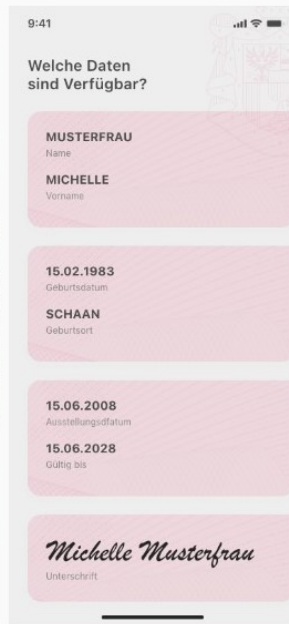 9:41
Welche Daten
sind Verfügbar?
MUSTERFRAU
Name
MICHELLE
Vorname
15.02.1983
Geburtsdatum
SCHAAN
Geburtsort
15.06.2008
Ausstellungsdfatum
15.06.2028
Gültig bis
Michelle Musterfrau
Unterschrift